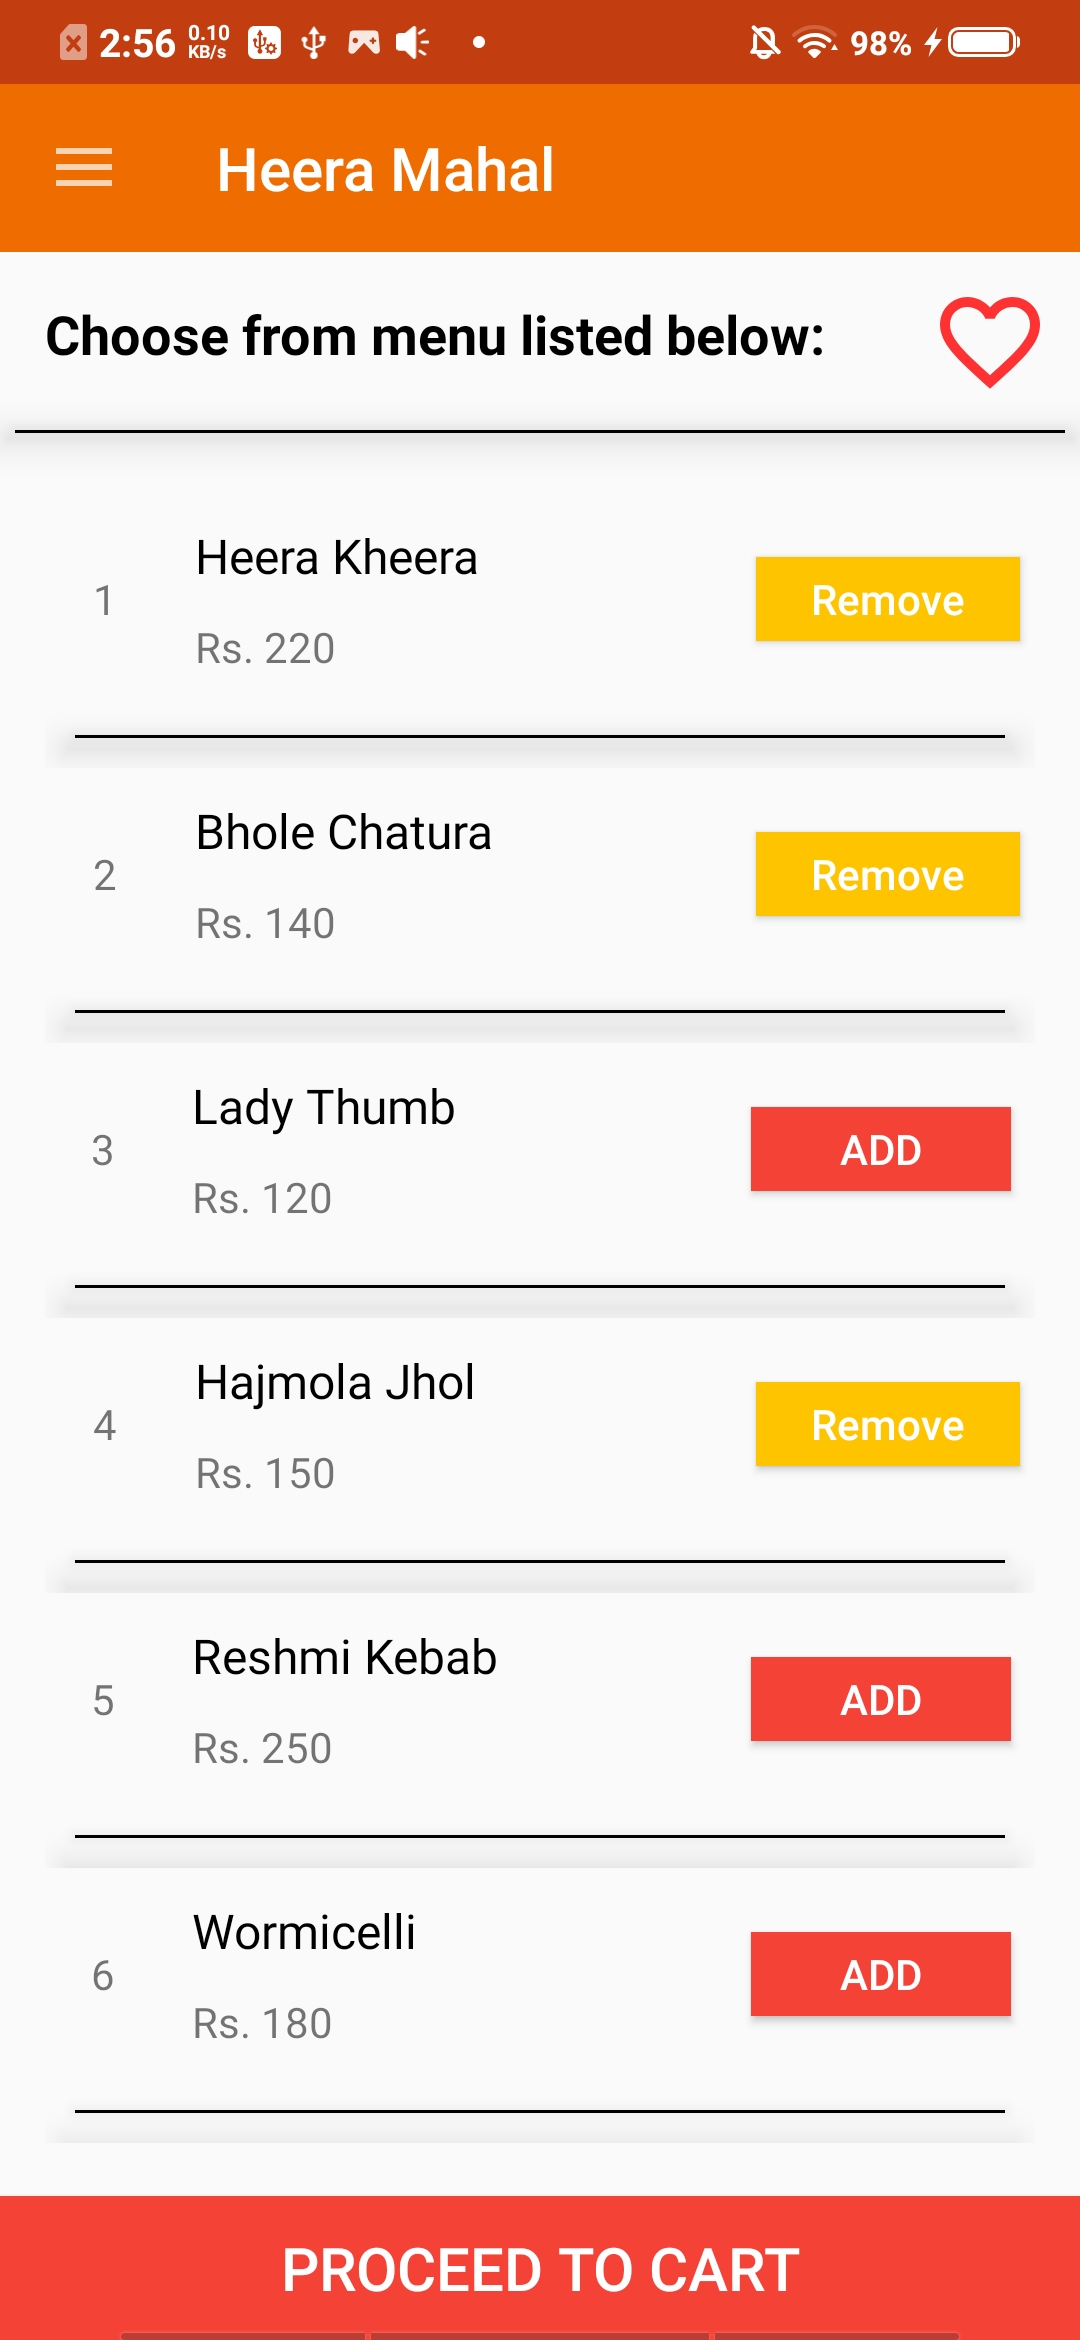 2:56 0.10 KB/s 98%
Heera Mahal
Choose from menu listed below:
1 Heera Kheera Rs. 220 Remove
2 Bhole Chatura Rs. 140 Remove
3 Lady Thumb Rs. 120 ADD
4 Hajmola Jhol Rs. 150 Remove
5 Reshmi Kebab Rs. 250 ADD
6 Wormicelli Rs. 180 ADD
PROCEED TO CART